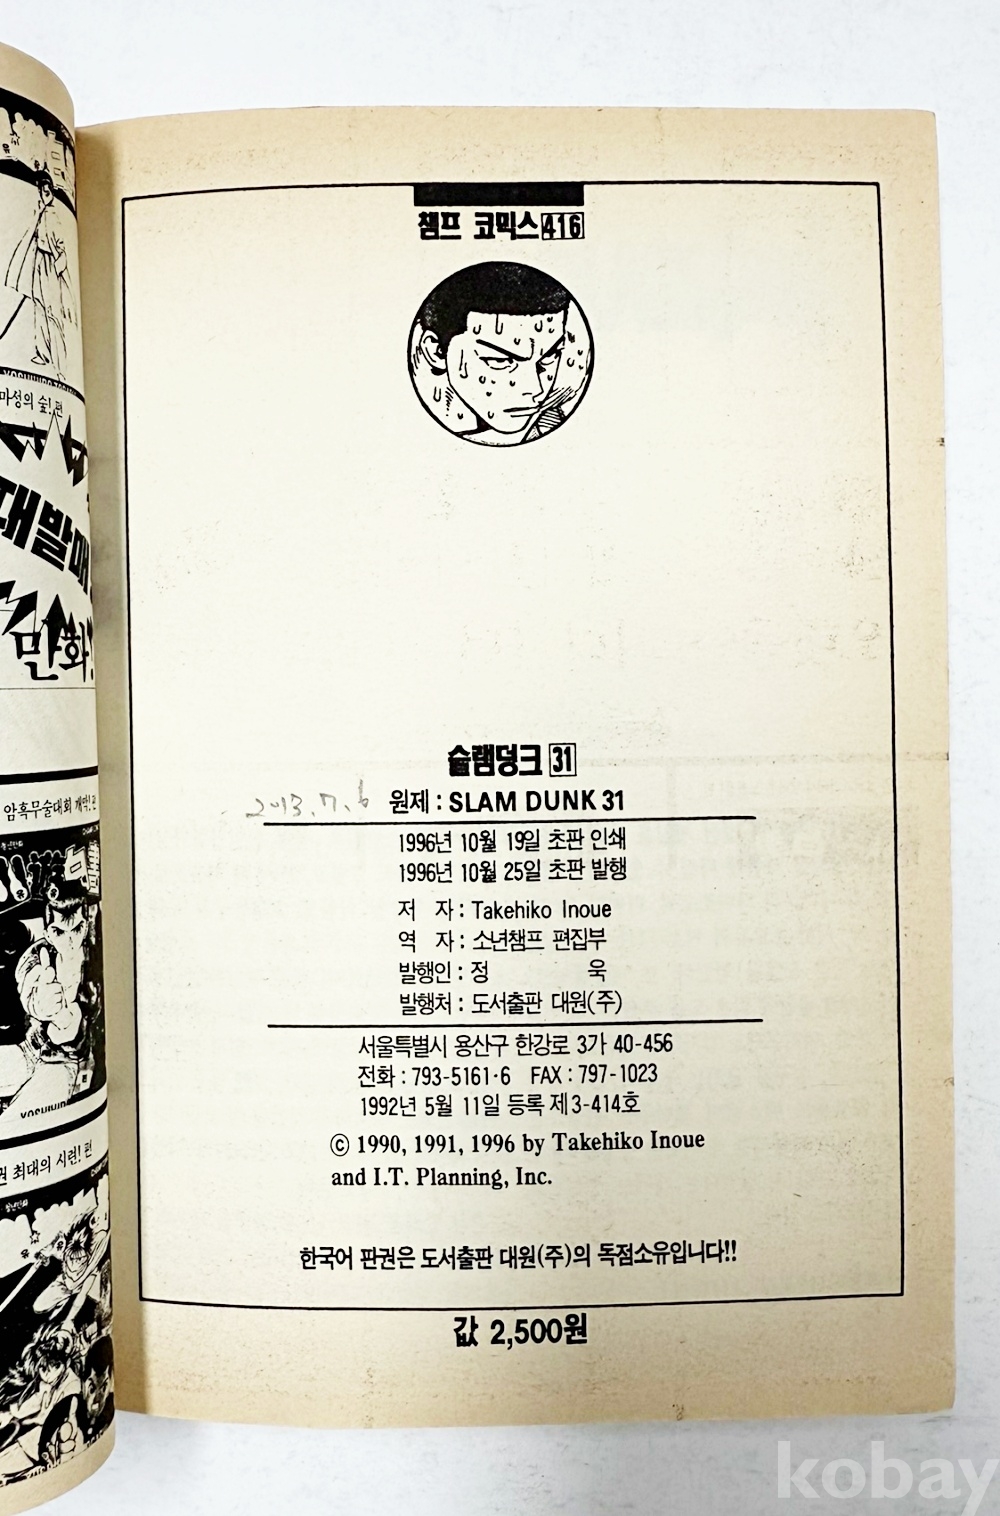 마성의 숲! 편
대발매
만화!
암흑무술대회 개막! 편
최대의 시련! 편
챔프 코믹스 416
슬램덩크 31
2013.7.6
원제 : SLAM DUNK 31
1996년 10월 19일 초판 인쇄
1996년 10월 25일 초판 발행
저 자 : Takehiko Inoue
역 자 : 소년챔프 편집부
발행인 : 정 욱
발행처 : 도서출판 대원(주)
서울특별시 용산구 한강로 3가 40-456
전화 : 793-5161·6 FAX : 797-1023
1992년 5월 11일 등록 제3-414호
© 1990, 1991, 1996 by Takehiko Inoue
and I.T. Planning, Inc.
한국어 판권은 도서출판 대원(주)의 독점소유입니다!!
값 2,500원
kobay